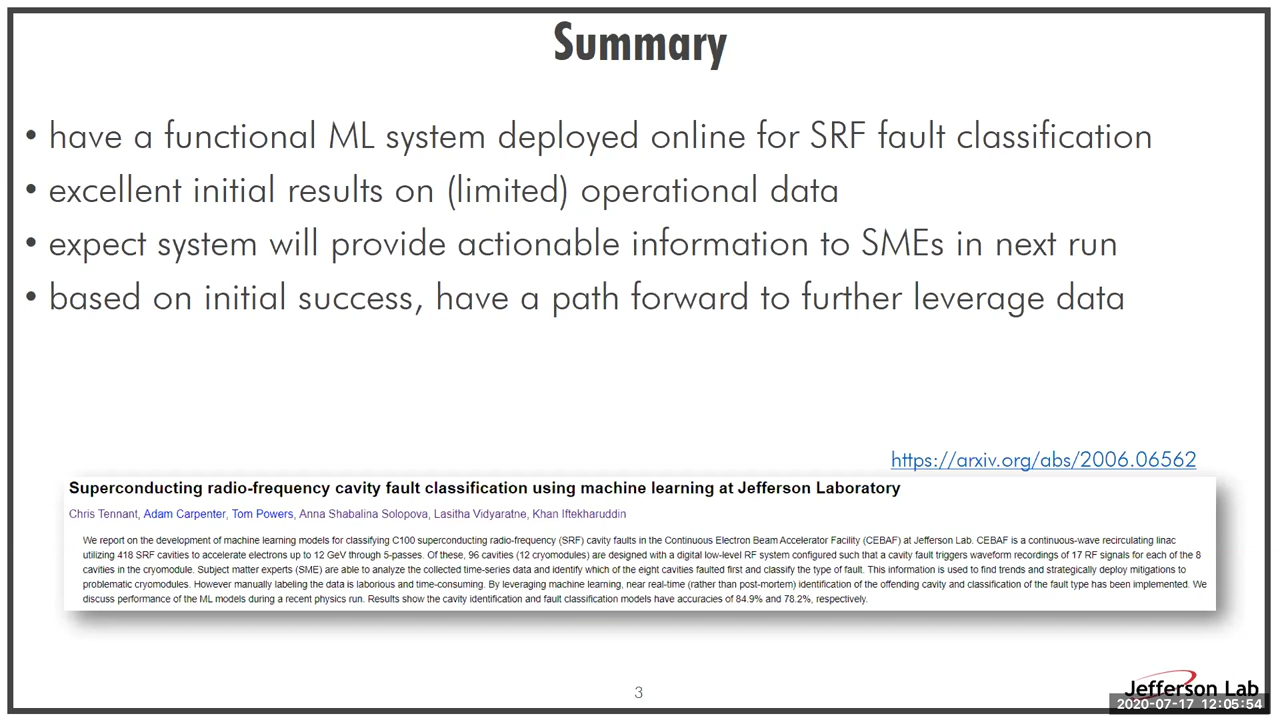 Summary
• have a functional ML system deployed online for SRF fault classification
• excellent initial results on (limited) operational data
• expect system will provide actionable information to SMEs in next run
• based on initial success, have a path forward to further leverage data
https://arxiv.org/abs/2006.06562
Superconducting radio-frequency cavity fault classification using machine learning at Jefferson Laboratory
Chris Tennant, Adam Carpenter, Tom Powers, Anna Shabalina Solopova, Lasitha Vidyaratne, Khan Iftekharuddin
We report on the development of machine learning models for classifying C100 superconducting radio-frequency (SRF) cavity faults in the Continuous Electron Beam Accelerator Facility (CEBAF) at Jefferson Lab. CEBAF is a continuous-wave recirculating linac
utilizing 418 SRF cavities to accelerate electrons up to 12 GeV through 5-passes. Of these, 96 cavities (12 cryomodules) are designed with a digital low-level RF system configured such that a cavity fault triggers waveform recordings of 17 RF signals for each of the 8
cavities in the cryomodule. Subject matter experts (SME) are able to analyze the collected time-series data and identify which of the eight cavities faulted first and classify the type of fault. This information is used to find trends and strategically deploy mitigations to
problematic cryomodules. However manually labeling the data is laborious and time-consuming. By leveraging machine learning, near real-time (rather than post-mortem) identification of the offending cavity and classification of the fault type has been implemented. We
discuss performance of the ML models during a recent physics run. Results show the cavity identification and fault classification models have accuracies of 84.9% and 78.2%, respectively.
3
Jefferson Lab
2020-07-17 12:05:54